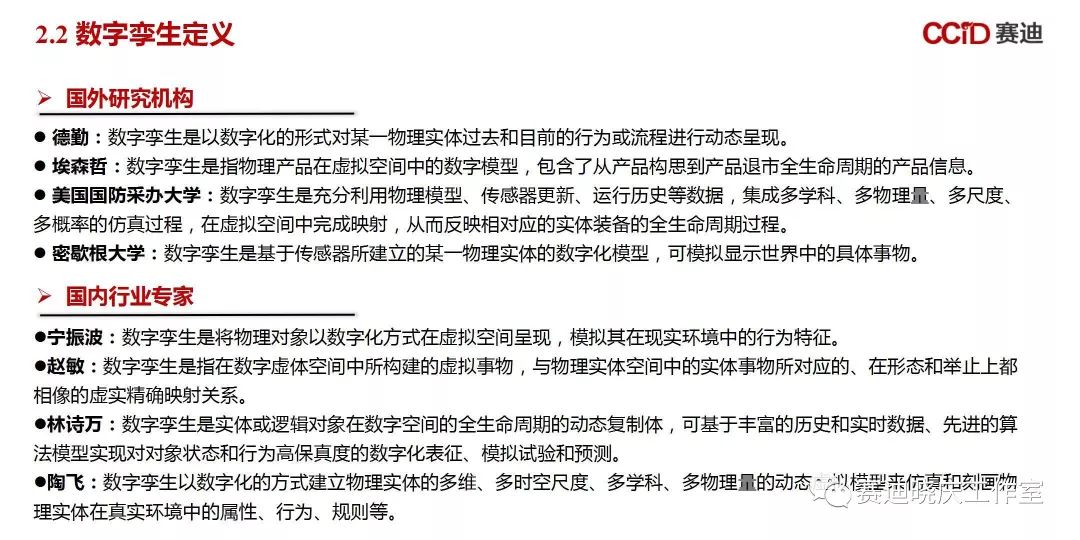 2.2 数字孪生定义
CCID 赛迪
➢ 国外研究机构
● 德勤：数字孪生是以数字化的形式对某一物理实体过去和目前的行为或流程进行动态呈现。
● 埃森哲：数字孪生是指物理产品在虚拟空间中的数字模型，包含了从产品构思到产品退市全生命周期的产品信息。
● 美国国防采办大学：数字孪生是充分利用物理模型、传感器更新、运行历史等数据，集成多学科、多物理量、多尺度、
多概率的仿真过程，在虚拟空间中完成映射，从而反映相对应的实体装备的全生命周期过程。
● 密歇根大学：数字孪生是基于传感器所建立的某一物理实体的数字化模型，可模拟显示世界中的具体事物。
➢ 国内行业专家
●宁振波：数字孪生是将物理对象以数字化方式在虚拟空间呈现，模拟其在现实环境中的行为特征。
●赵敏：数字孪生是指在数字虚体空间中所构建的虚拟事物，与物理实体空间中的实体事物所对应的、在形态和举止上都
相像的虚实精确映射关系。
●林诗万：数字孪生是实体或逻辑对象在数字空间的全生命周期的动态复制体，可基于丰富的历史和实时数据、先进的算
法模型实现对对象状态和行为高保真度的数字化表征、模拟试验和预测。
●陶飞：数字孪生以数字化的方式建立物理实体的多维、多时空尺度、多学科、多物理量的动态 拟模型来仿真和刻画物
理实体在真实环境中的属性、行为、规则等。
赛迪晓庆工作室